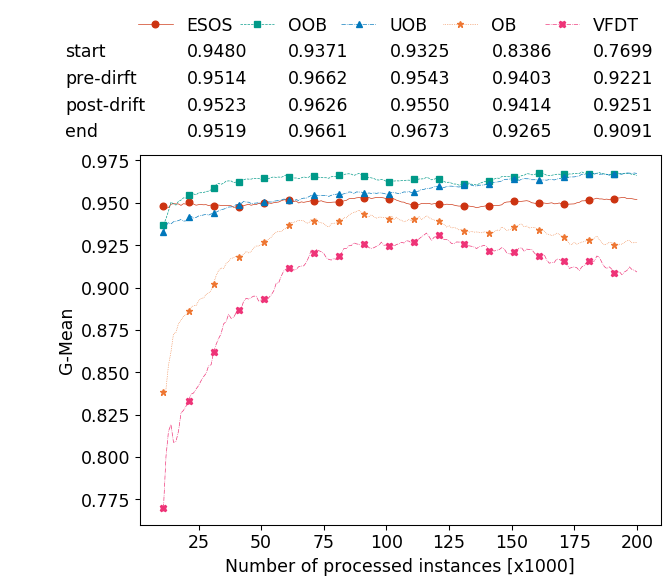 ESOS OOB UOB OB VFDT
start 0.9480 0.9371 0.9325 0.8386 0.7699
pre-dirft 0.9514 0.9662 0.9543 0.9403 0.9221
post-drift 0.9523 0.9626 0.9550 0.9414 0.9251
end 0.9519 0.9661 0.9673 0.9265 0.9091
0.975
0.950
0.925
0.900
0.875
0.850
0.825
0.800
0.775
G-Mean
25 50 75 100 125 150 175 200
Number of processed instances [x1000]